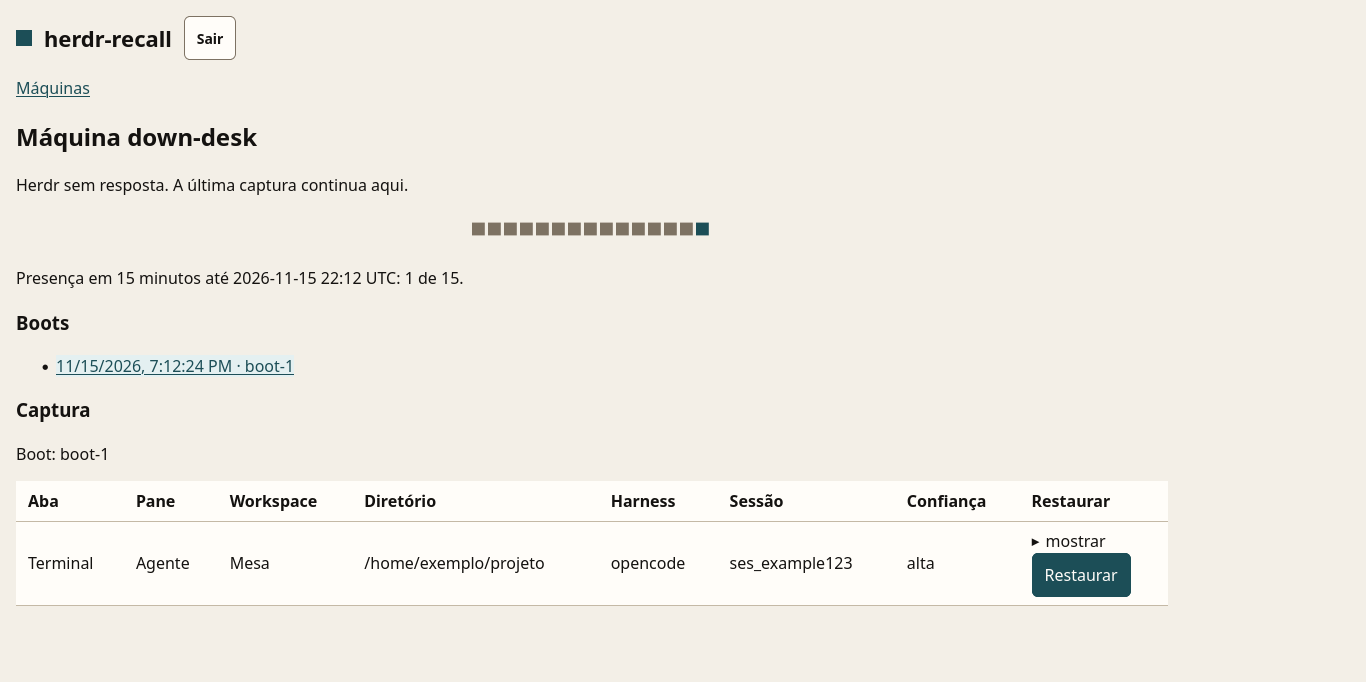 herdr-recall Sair
Máquinas
Máquina down-desk
Herdr sem resposta. A última captura continua aqui.
Presença em 15 minutos até 2026-11-15 22:12 UTC: 1 de 15.
Boots
• 11/15/2026, 7:12:24 PM · boot-1
Captura
Boot: boot-1
Aba Pane Workspace Diretório Harness Sessão Confiança Restaurar
Terminal Agente Mesa /home/exemplo/projeto opencode ses_example123 alta ▸ mostrar
Restaurar